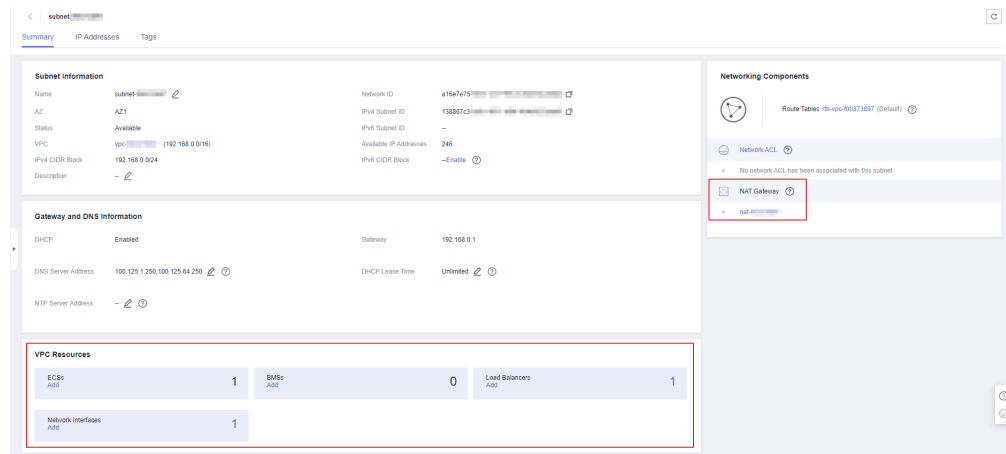 subnet
Summary IP Addresses Tags
Subnet Information
Name subnet-
Network ID a16e7e75-
AZ AZ1
IPv4 Subnet ID 138867c3-
Status Available
IPv6 Subnet ID --
VPC vpc- (192.168.0.0/16)
Available IP Addresses 246
IPv4 CIDR Block 192.168.0.0/24
IPv6 CIDR Block --Enable
Description --
Gateway and DNS Information
DHCP Enabled
Gateway 192.168.0.1
DNS Server Address 100.125.1.250,100.125.64.250
DHCP Lease Time Unlimited
NTP Server Address --
VPC Resources
ECSs 1
Add
BMSs 0
Add
Load Balancers 1
Add
Network Interfaces 1
Add
Networking Components
Route Tables rtb-vpc-f00373897 (Default)
Network ACL
No network ACL has been associated with this subnet.
NAT Gateway
nat-